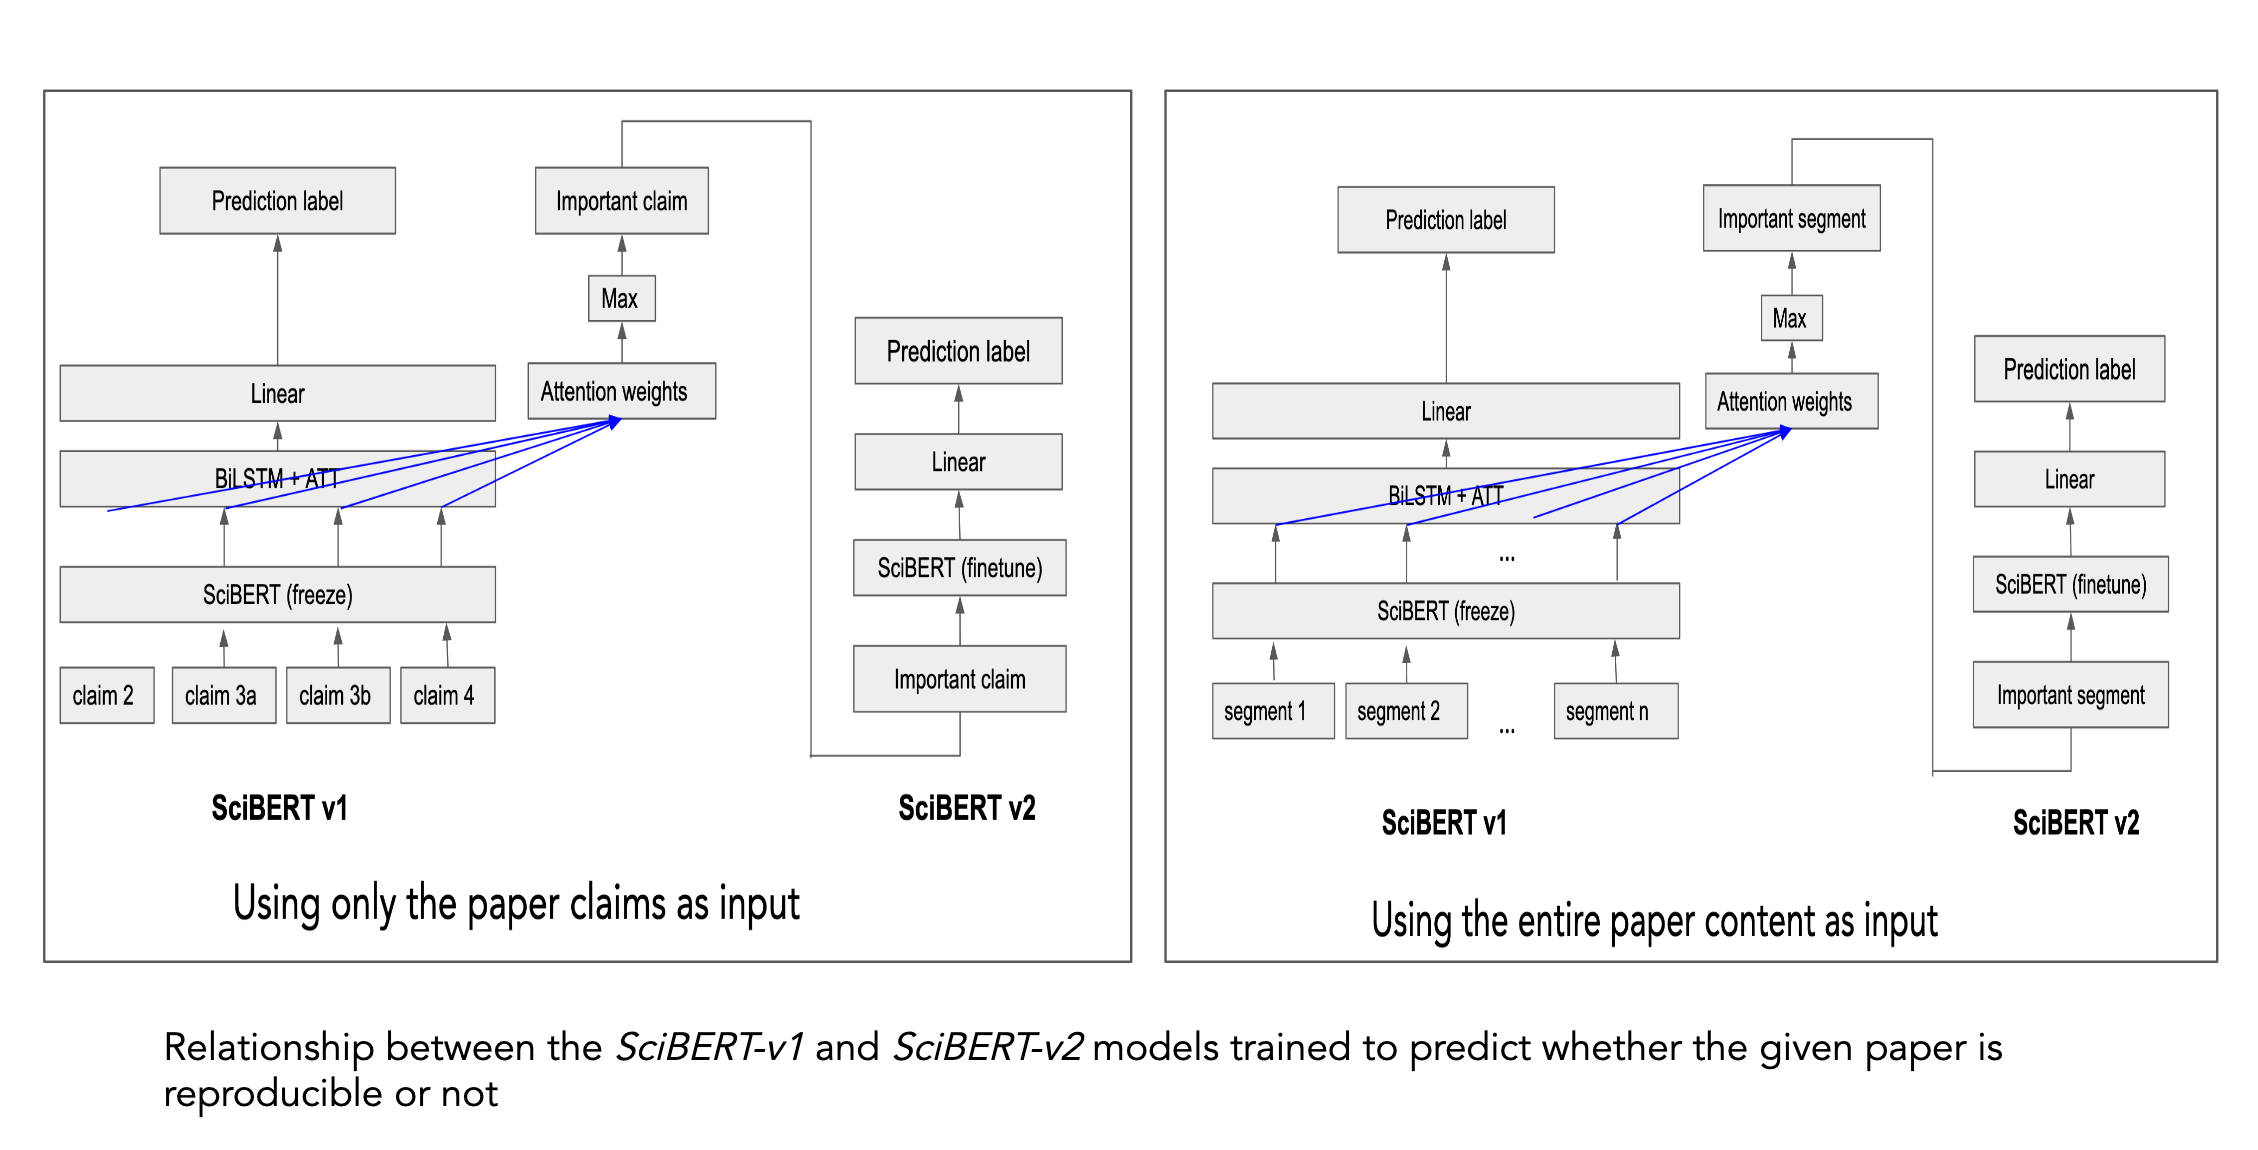 Prediction label
Important claim
Max
Attention weights
Linear
BiLSTM + ATT
SciBERT (freeze)
claim 2
claim 3a
claim 3b
claim 4
SciBERT v1
Prediction label
Linear
SciBERT (finetune)
Important claim
SciBERT v2
Using only the paper claims as input
Prediction label
Important segment
Max
Attention weights
Linear
BiLSTM + ATT
...
SciBERT (freeze)
segment 1
segment 2
...
segment n
SciBERT v1
Prediction label
Linear
SciBERT (finetune)
Important segment
SciBERT v2
Using the entire paper content as input
Relationship between the SciBERT-v1 and SciBERT-v2 models trained to predict whether the given paper is
reproducible or not